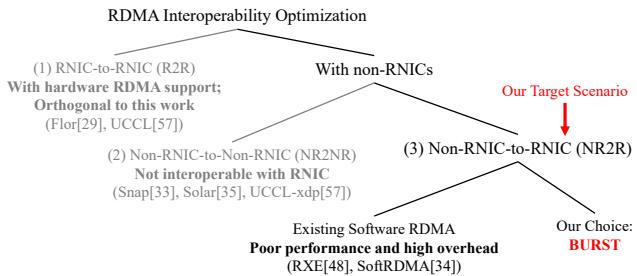 RDMA Interoperability Optimization
(1) RNIC-to-RNIC (R2R)
With hardware RDMA support;
Orthogonal to this work
(Flor[29], UCCL[57])
With non-RNICs
Our Target Scenario
(2) Non-RNIC-to-Non-RNIC (NR2NR)
Not interoperable with RNIC
(Snap[33], Solar[35], UCCL-xdp[57])
(3) Non-RNIC-to-RNIC (NR2R)
Existing Software RDMA
Poor performance and high overhead
(RXE[48], SoftRDMA[34])
Our Choice:
BURST